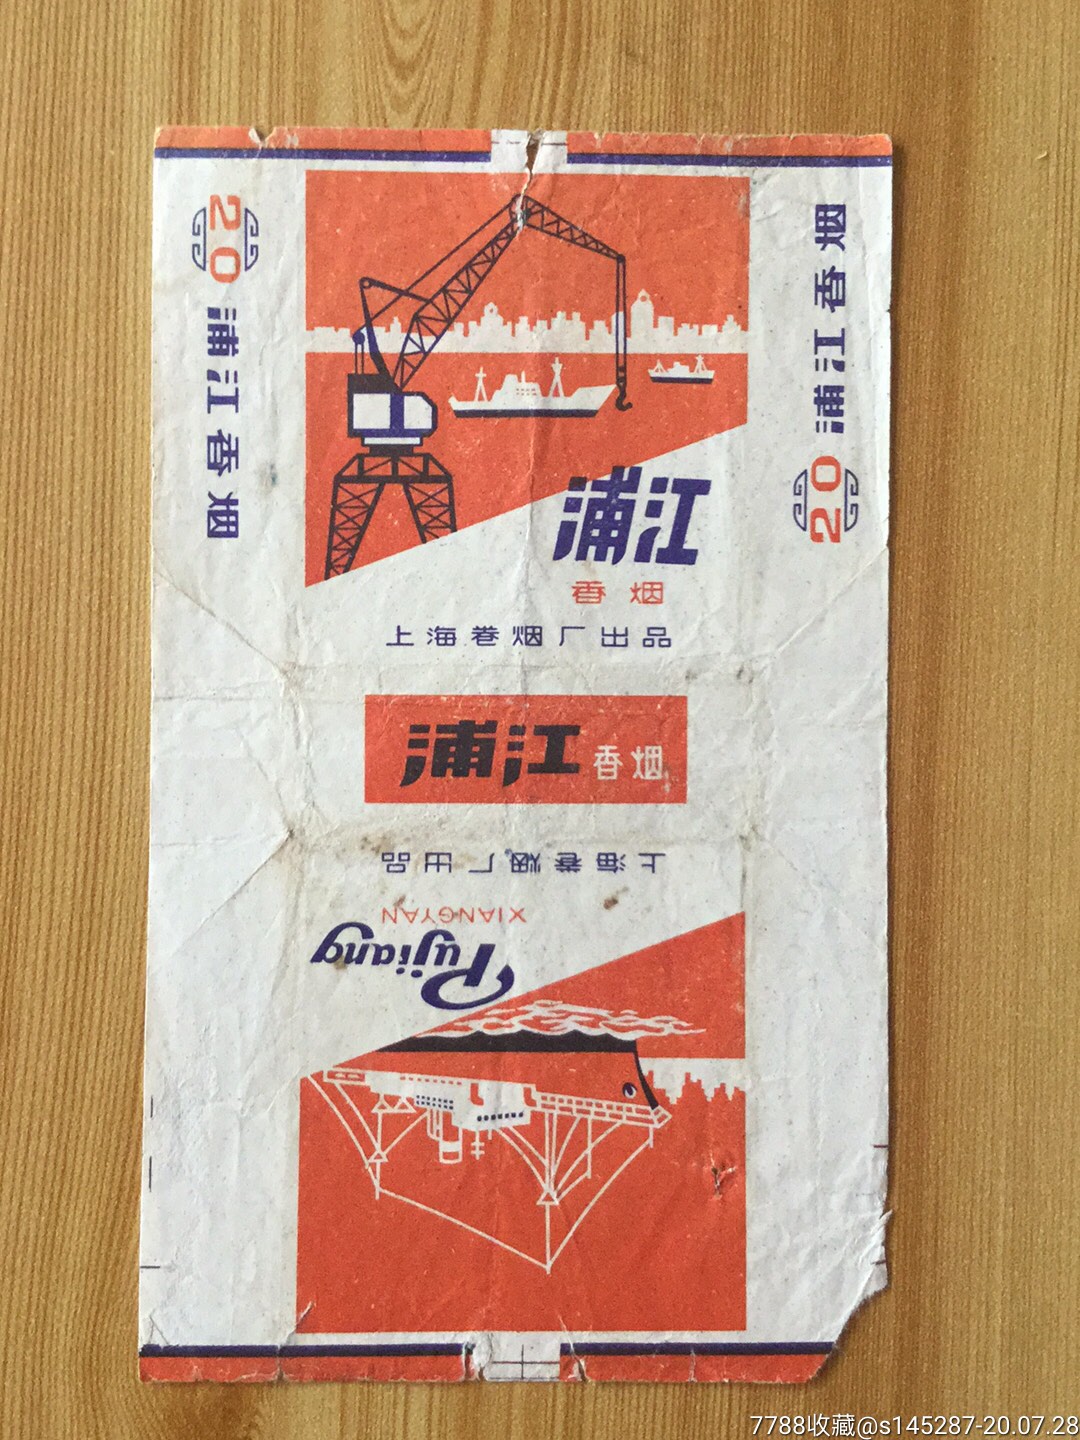 20 浦江香烟
浦江
香烟
上海卷烟厂出品
20 浦江香烟
浦江 香烟
上海卷烟厂出品
XIANGYAN
Pujiang
7788收藏@s145287-20.07.28